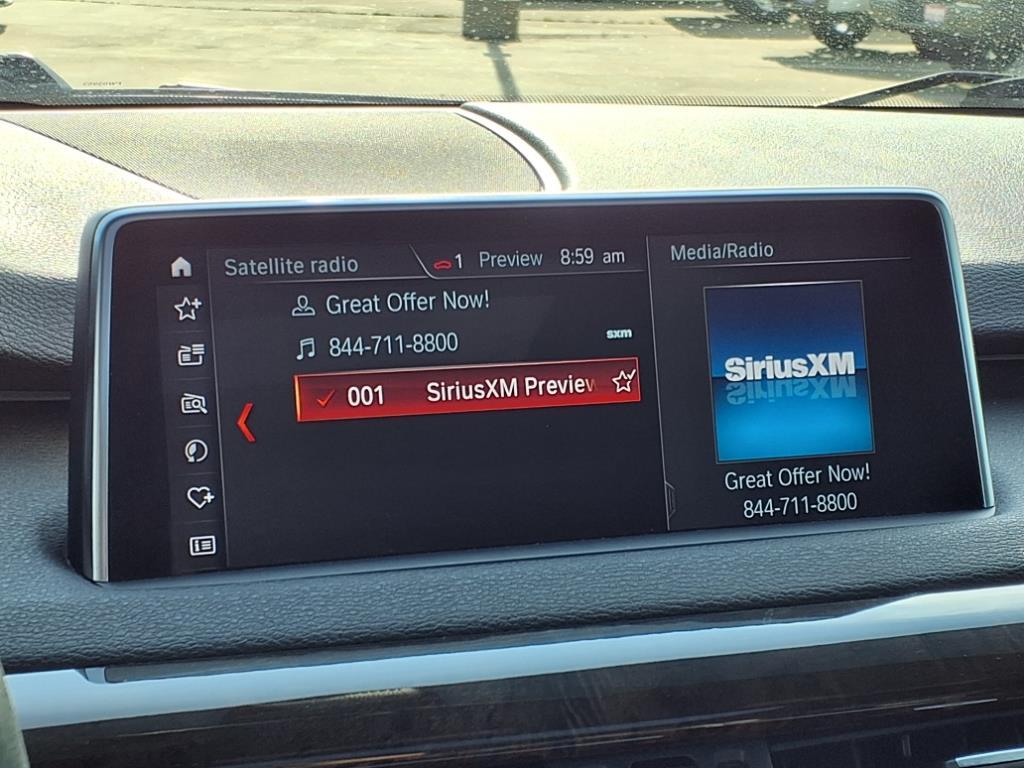 Satellite radio
1 Preview 8:59 am
Great Offer Now!
844-711-8800
sxm
001 SiriusXM Preview
Media/Radio
SiriusXM
Great Offer Now!
844-711-8800